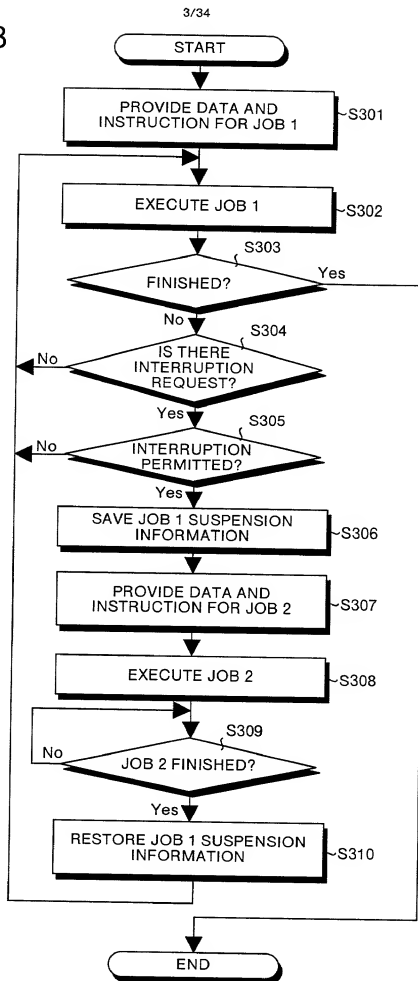 3/34
3
START
PROVIDE DATA AND
INSTRUCTION FOR JOB 1
S301
EXECUTE JOB 1
S302
S303
FINISHED?
Yes
No
S304
IS THERE
INTERRUPTION
REQUEST?
No
Yes
S305
INTERRUPTION
PERMITTED?
No
Yes
SAVE JOB 1 SUSPENSION
INFORMATION
S306
PROVIDE DATA AND
INSTRUCTION FOR JOB 2
S307
EXECUTE JOB 2
S308
S309
JOB 2 FINISHED?
No
Yes
RESTORE JOB 1 SUSPENSION
INFORMATION
S310
END